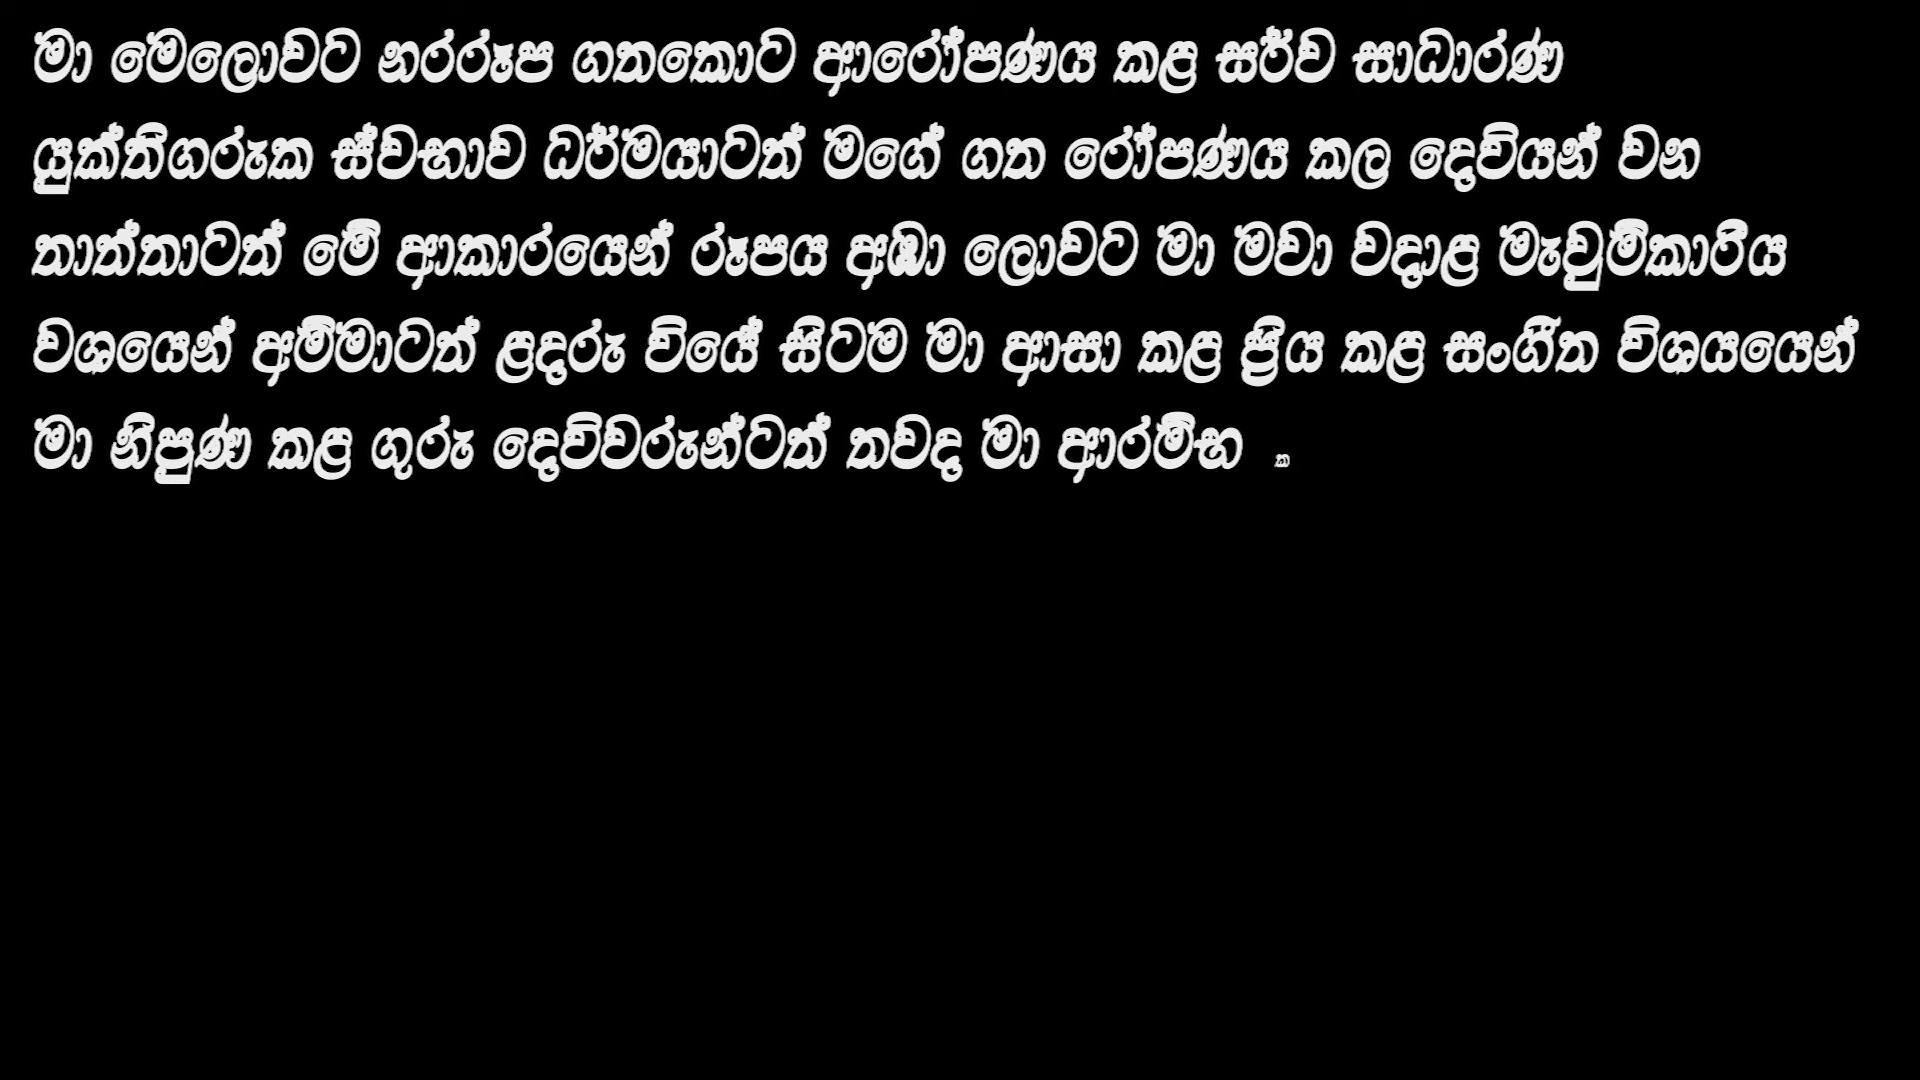 මා මෙලොවට නරරූප ගතකොට ආරෝපණය කළ සර්ව සාධාරණ
යුක්තිගරුක ස්වභාව ධර්මයාටත් මගේ ගත රෝපණය කල දෙවියන් වන
තාත්තාටත් මේ ආකාරයෙන් රූපය අඹා ලොවට මා මවා වදාළ මැවුම්කාරිය
වශයෙන් අම්මාටත් ළදරු වියේ සිටම මා ආසා කළ ප්‍රිය කළ සංගීත විශයයෙන්
මා නිපුණ කළ ගුරු දෙවිවරුන්ටත් තවද මා ආරම්භ ක